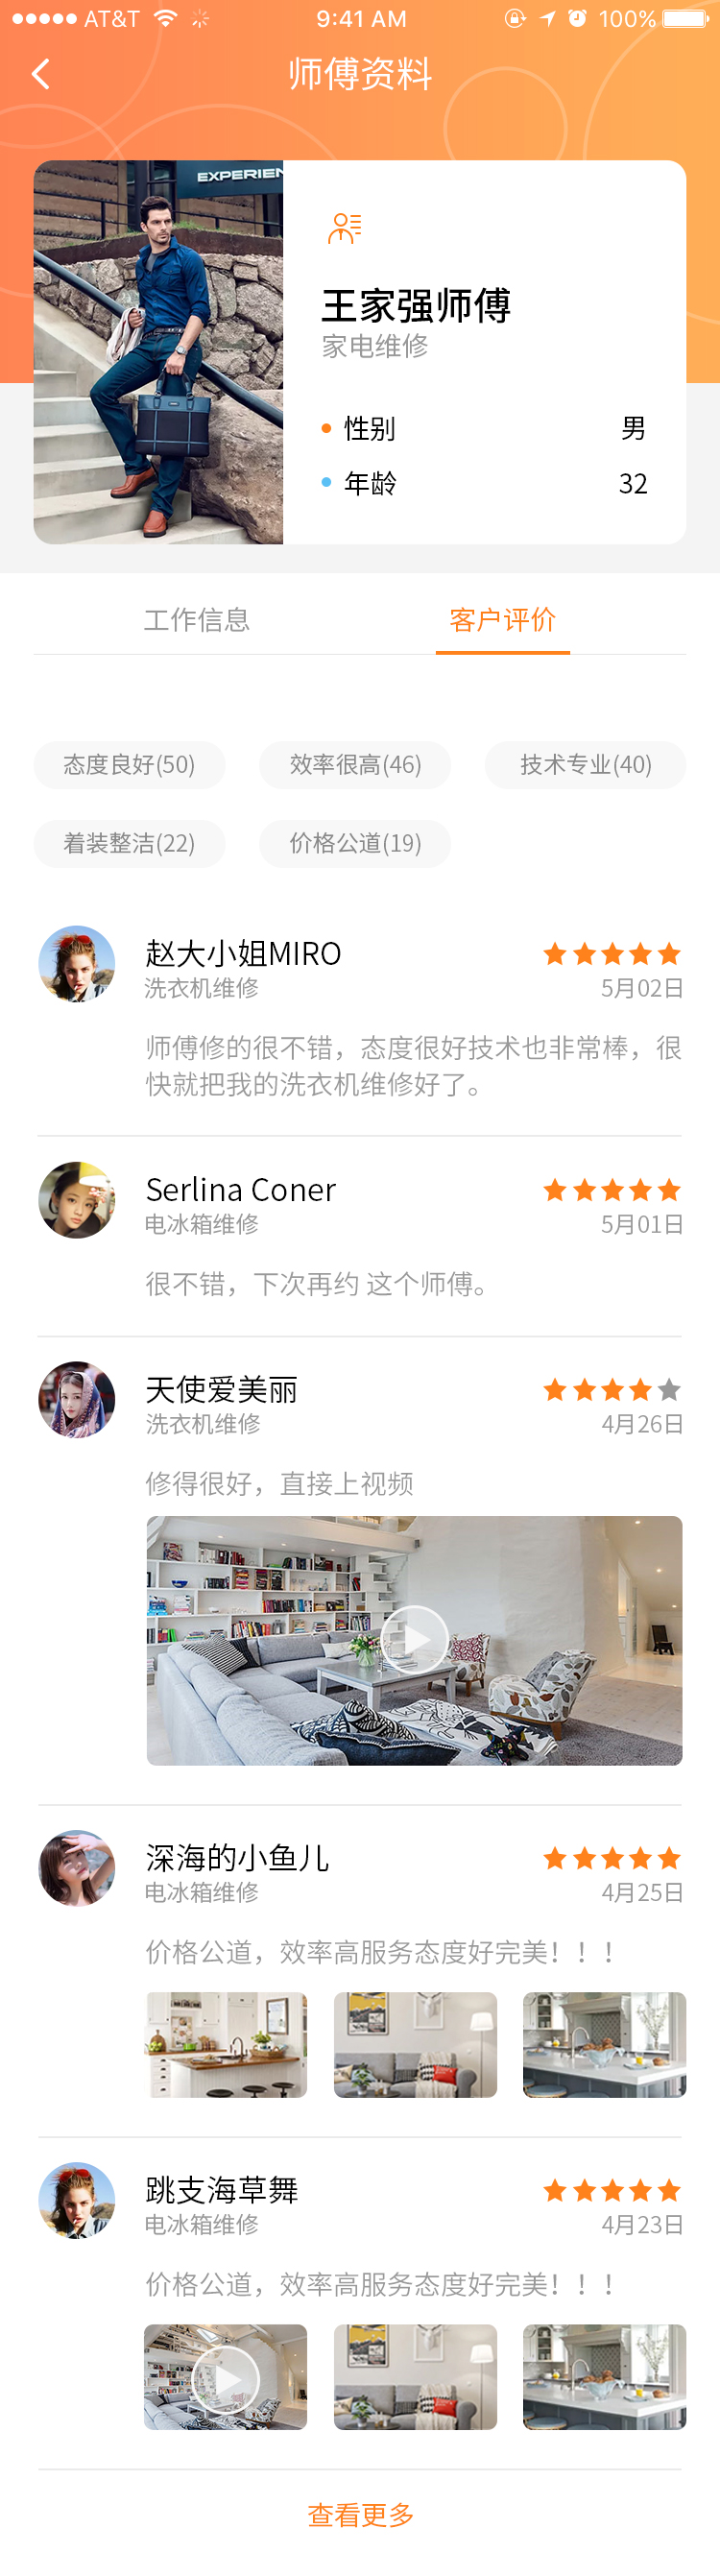 AT&T 9:41 AM 100%
师傅资料
EXPERIEN
王家强师傅
家电维修
性别 男
年龄 32
工作信息 客户评价
态度良好(50) 效率很高(46) 技术专业(40)
着装整洁(22) 价格公道(19)
赵大小姐MIRO
洗衣机维修 5月02日
师傅修的很不错，态度很好技术也非常棒，很
快就把我的洗衣机维修好了。
Serlina Coner
电冰箱维修 5月01日
很不错，下次再约 这个师傅。
天使爱美丽
洗衣机维修 4月26日
修得很好，直接上视频
深海的小鱼儿
电冰箱维修 4月25日
价格公道，效率高服务态度好完美！！！
跳支海草舞
电冰箱维修 4月23日
价格公道，效率高服务态度好完美！！！
查看更多